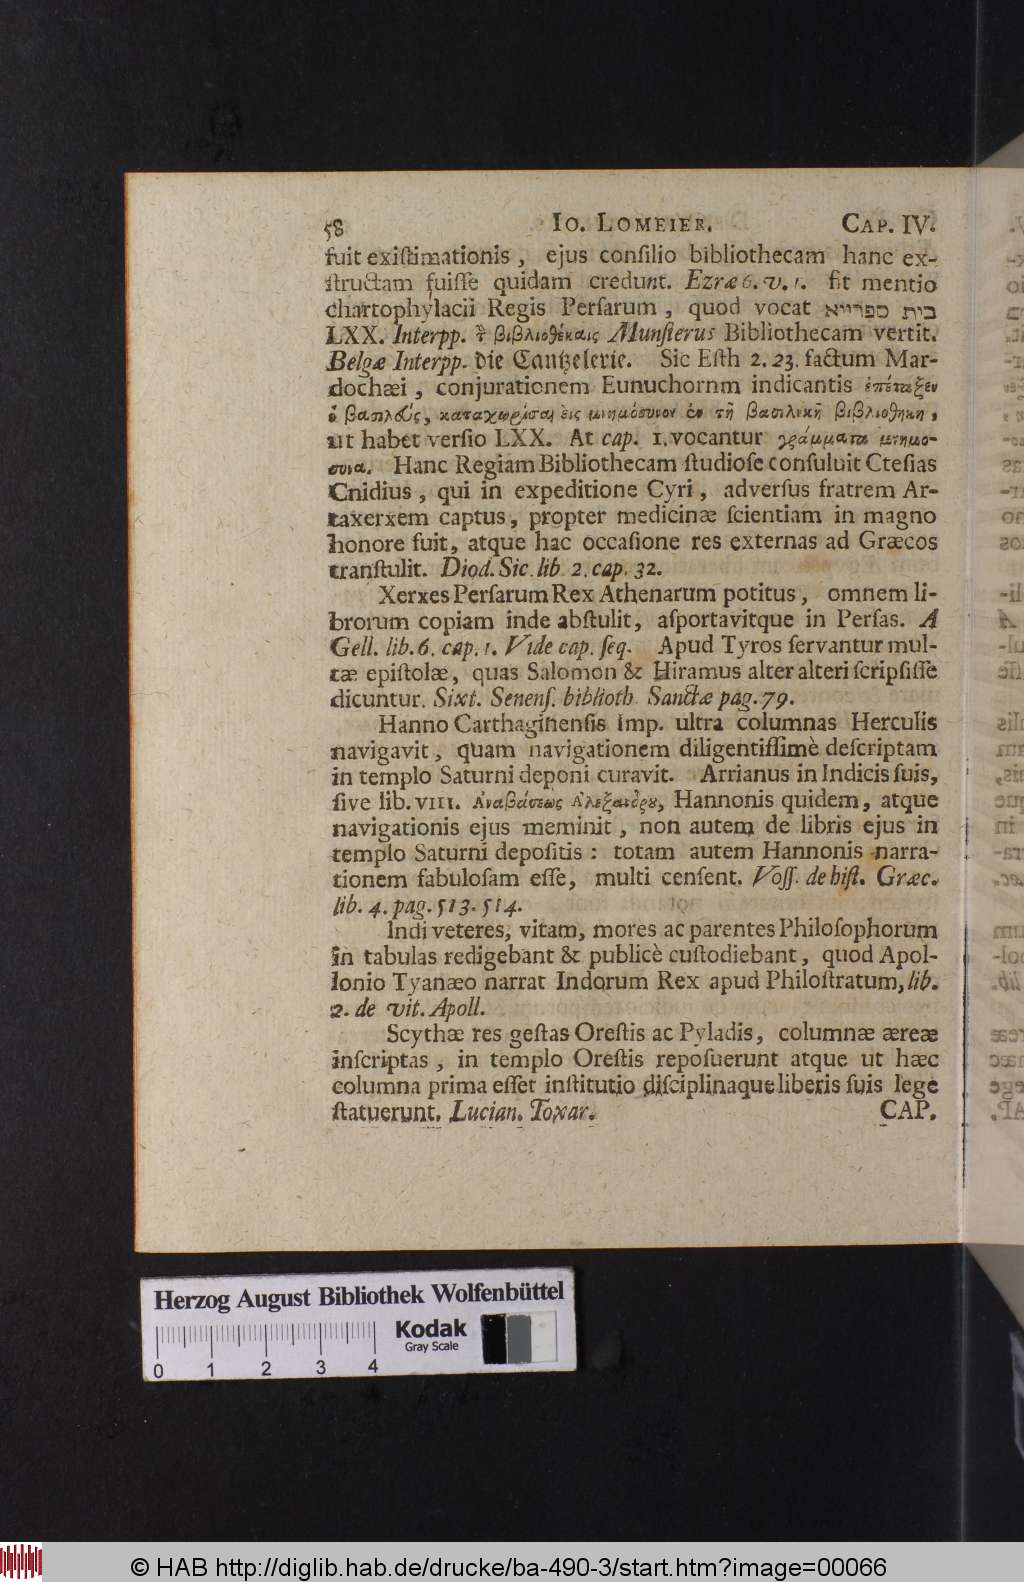 58 IO. LOMEIER. CAP. IV.
fuit exiſtimationis, ejus conſilio bibliothecam hanc ex-
ſtructam fuiſſe quidam credunt. Ezræ 6. v. 1. fit mentio
chartophylacii Regis Perſarum, quod vocat בית ספרייא
LXX. Interpp. βιβλιοθέκαις Munſterus Bibliothecam vertit.
Belgæ Interpp. die Cantzelerie. Sic Eſth 2. 23. factum Mar-
dochæi, conjurationem Eunuchornm indicantis ἐπέταξεν
ὁ βασιλεύς, καταχωρίσαι εἰς μνημόσυνον ἐν τῇ βασιλικῇ βιβλιοθήκῃ,
ut habet verſio LXX. At cap. 1. vocantur γράμματα μνημο-
συνα. Hanc Regiam Bibliothecam ſtudioſe conſuluit Cteſias
Cnidius, qui in expeditione Cyri, adverſus fratrem Ar-
taxerxem captus, propter medicinæ ſcientiam in magno
honore fuit, atque hac occaſione res externas ad Græcos
tranſtulit. Diod. Sic. lib. 2. cap. 32.
Xerxes Perſarum Rex Athenarum potitus, omnem li-
brorum copiam inde abſtulit, aſportavitque in Perſas. A
Gell. lib. 6. cap. 1. Vide cap. ſeq. Apud Tyros ſervantur mul-
tæ epiſtolæ, quas Salomon & Hiramus alter alteri ſcripſiſſe
dicuntur. Sixt. Senenſ. biblioth. Sanctæ pag. 79.
Hanno Carthaginenſis Imp. ultra columnas Herculis
navigavit, quam navigationem diligentiſſimè deſcriptam
in templo Saturni deponi curavit. Arrianus in Indicis ſuis,
ſive lib. VIII. Ἀναβάσεως Ἀλεξάνδρου, Hannonis quidem, atque
navigationis ejus meminit, non autem de libris ejus in
templo Saturni depoſitis: totam autem Hannonis narra-
tionem fabuloſam eſſe, multi cenſent. Voſſ. de hiſt. Græc.
lib. 4. pag. 513. 514.
Indi veteres, vitam, mores ac parentes Philoſophorum
in tabulas redigebant & publicè cuſtodiebant, quod Apol-
lonio Tyanæo narrat Indorum Rex apud Philoſtratum, lib.
2. de vit. Apoll.
Scythæ res geſtas Oreſtis ac Pyladis, columnæ æreæ
inſcriptas, in templo Oreſtis repoſuerunt atque ut hæc
columna prima eſſet inſtitutio diſciplinaque liberis ſuis lege
ſtatuerunt. Lucian. Toxar. CAP.
Herzog August Bibliothek Wolfenbüttel
Kodak
Gray Scale
0 1 2 3 4
© HAB http://diglib.hab.de/drucke/ba-490-3/start.htm?image=00066